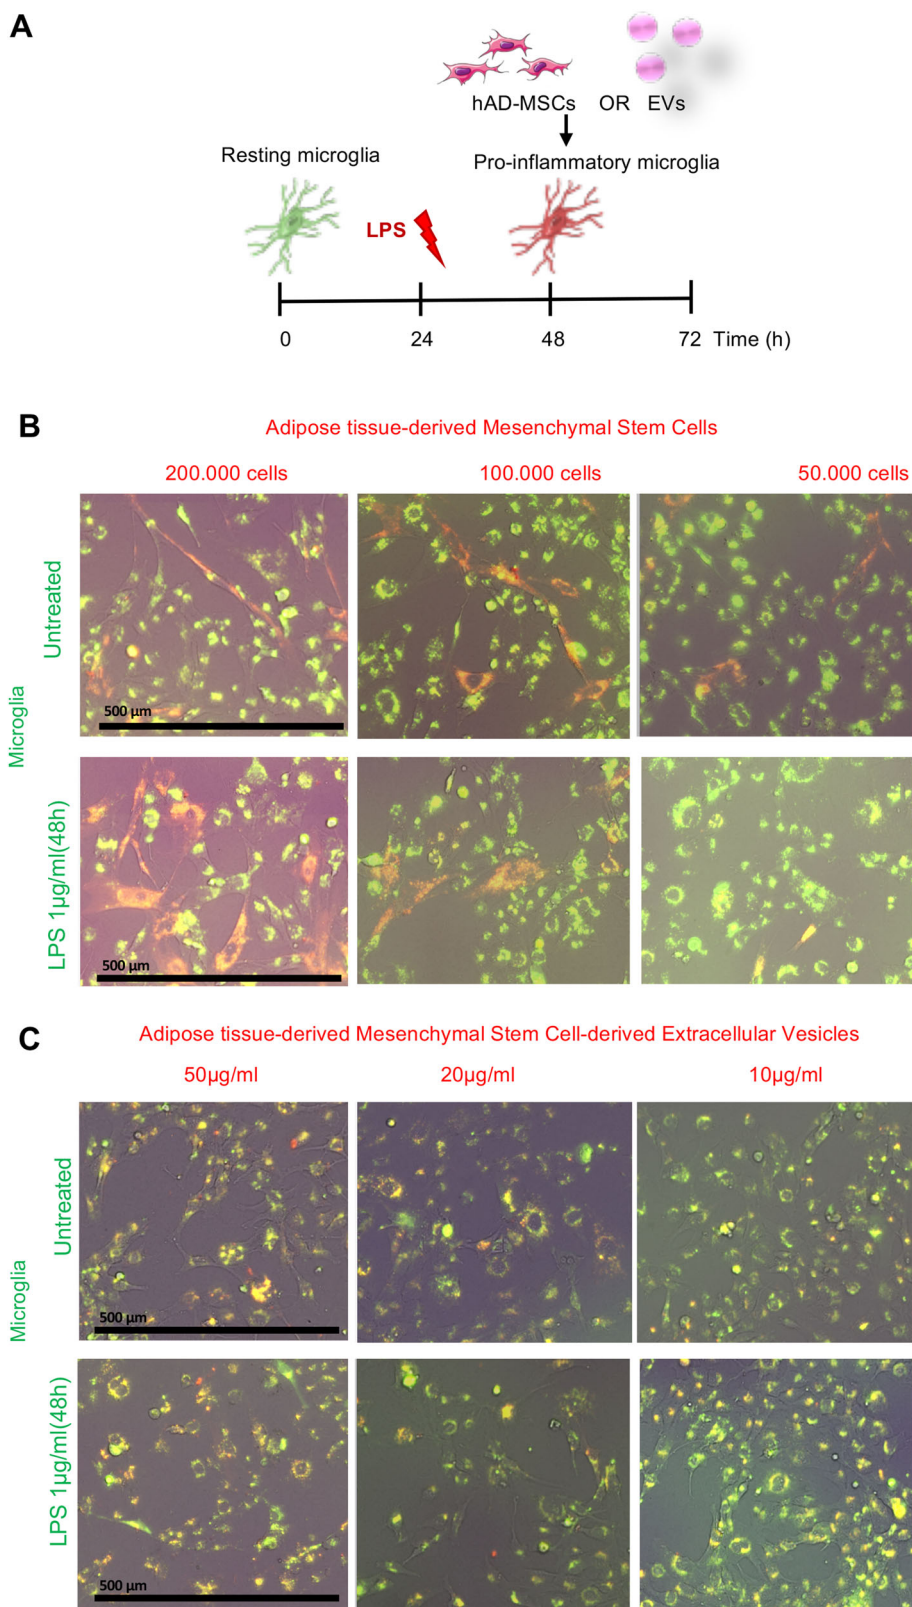 A
hAD-MSCs OR EVs
Resting microglia
Pro-inflammatory microglia
LPS
0 24 48 72 Time (h)
B
Adipose tissue-derived Mesenchymal Stem Cells
200.000 cells 100.000 cells 50.000 cells
Microglia
Untreated
500 µm
LPS 1µg/ml(48h)
500 µm
C
Adipose tissue-derived Mesenchymal Stem Cell-derived Extracellular Vesicles
50µg/ml 20µg/ml 10µg/ml
Microglia
Untreated
500 µm
LPS 1µg/ml(48h)
500 µm